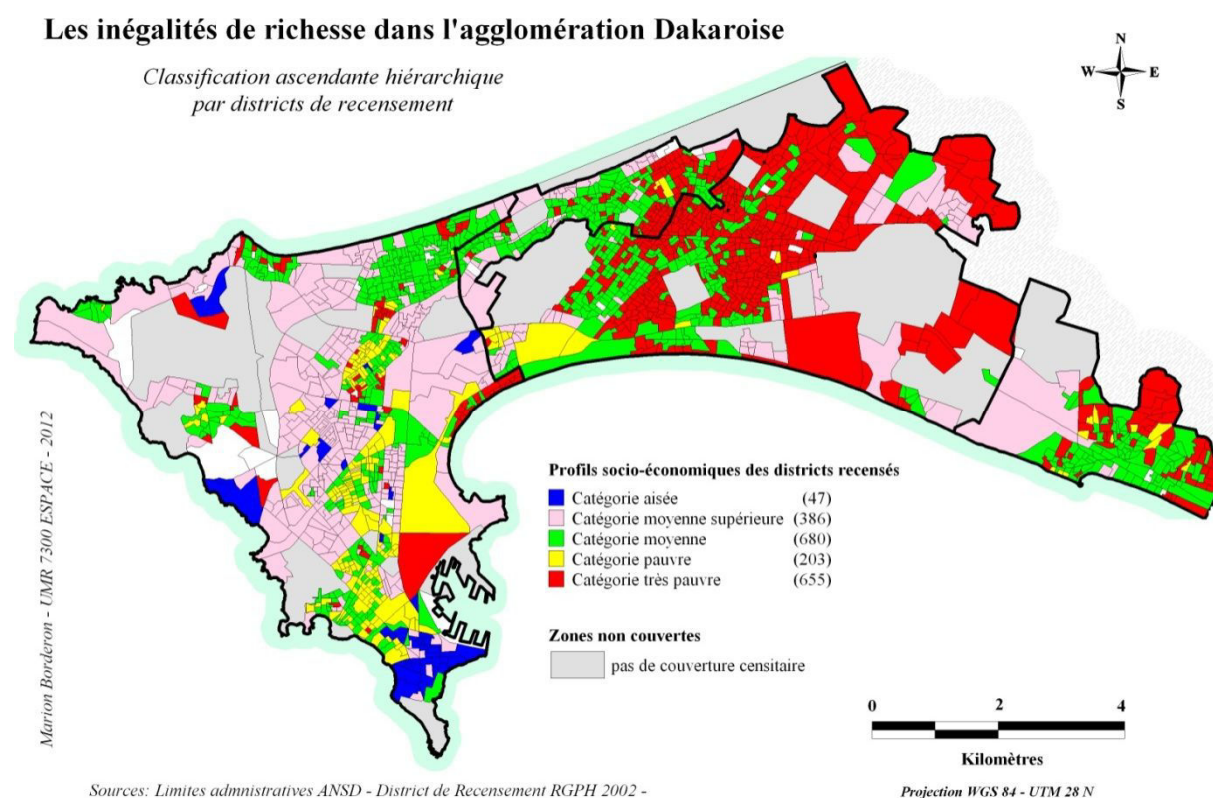 Les inégalités de richesse dans l'agglomération Dakaroise
Classification ascendante hiérarchique
par districts de recensement
N
W E
S
Profils socio-économiques des districts recensés
Catégorie aisée (47)
Catégorie moyenne supérieure (386)
Catégorie moyenne (680)
Catégorie pauvre (203)
Catégorie très pauvre (655)
Zones non couvertes
pas de couverture censitaire
0 2 4
Kilomètres
Marion Borderon - UMR 7300 ESPACE - 2012
Sources: Limites admnistratives ANSD - District de Recensement RGPH 2002 -
Projection WGS 84 - UTM 28 N